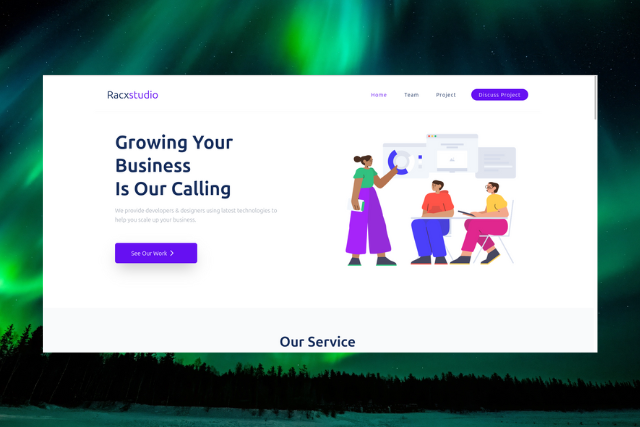 Racxstudio
Home Team Project Discuss Project
Growing Your
Business
Is Our Calling
We provide developers & designers using latest technologies to
help you scale up your business.
See Our Work
Our Service